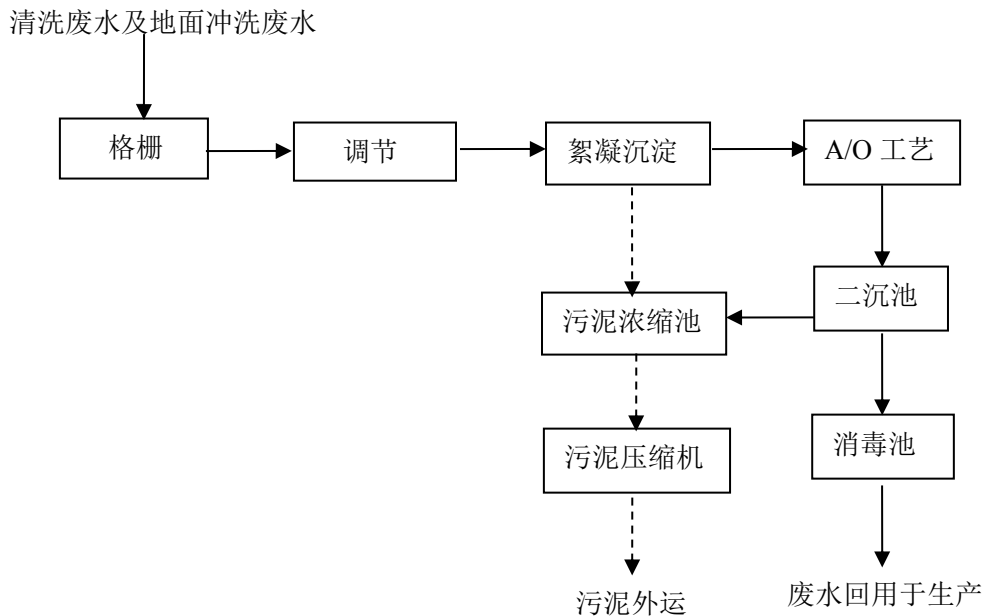 清洗废水及地面冲洗废水
格栅
调节
絮凝沉淀
A/O 工艺
二沉池
污泥浓缩池
消毒池
污泥压缩机
废水回用于生产
污泥外运